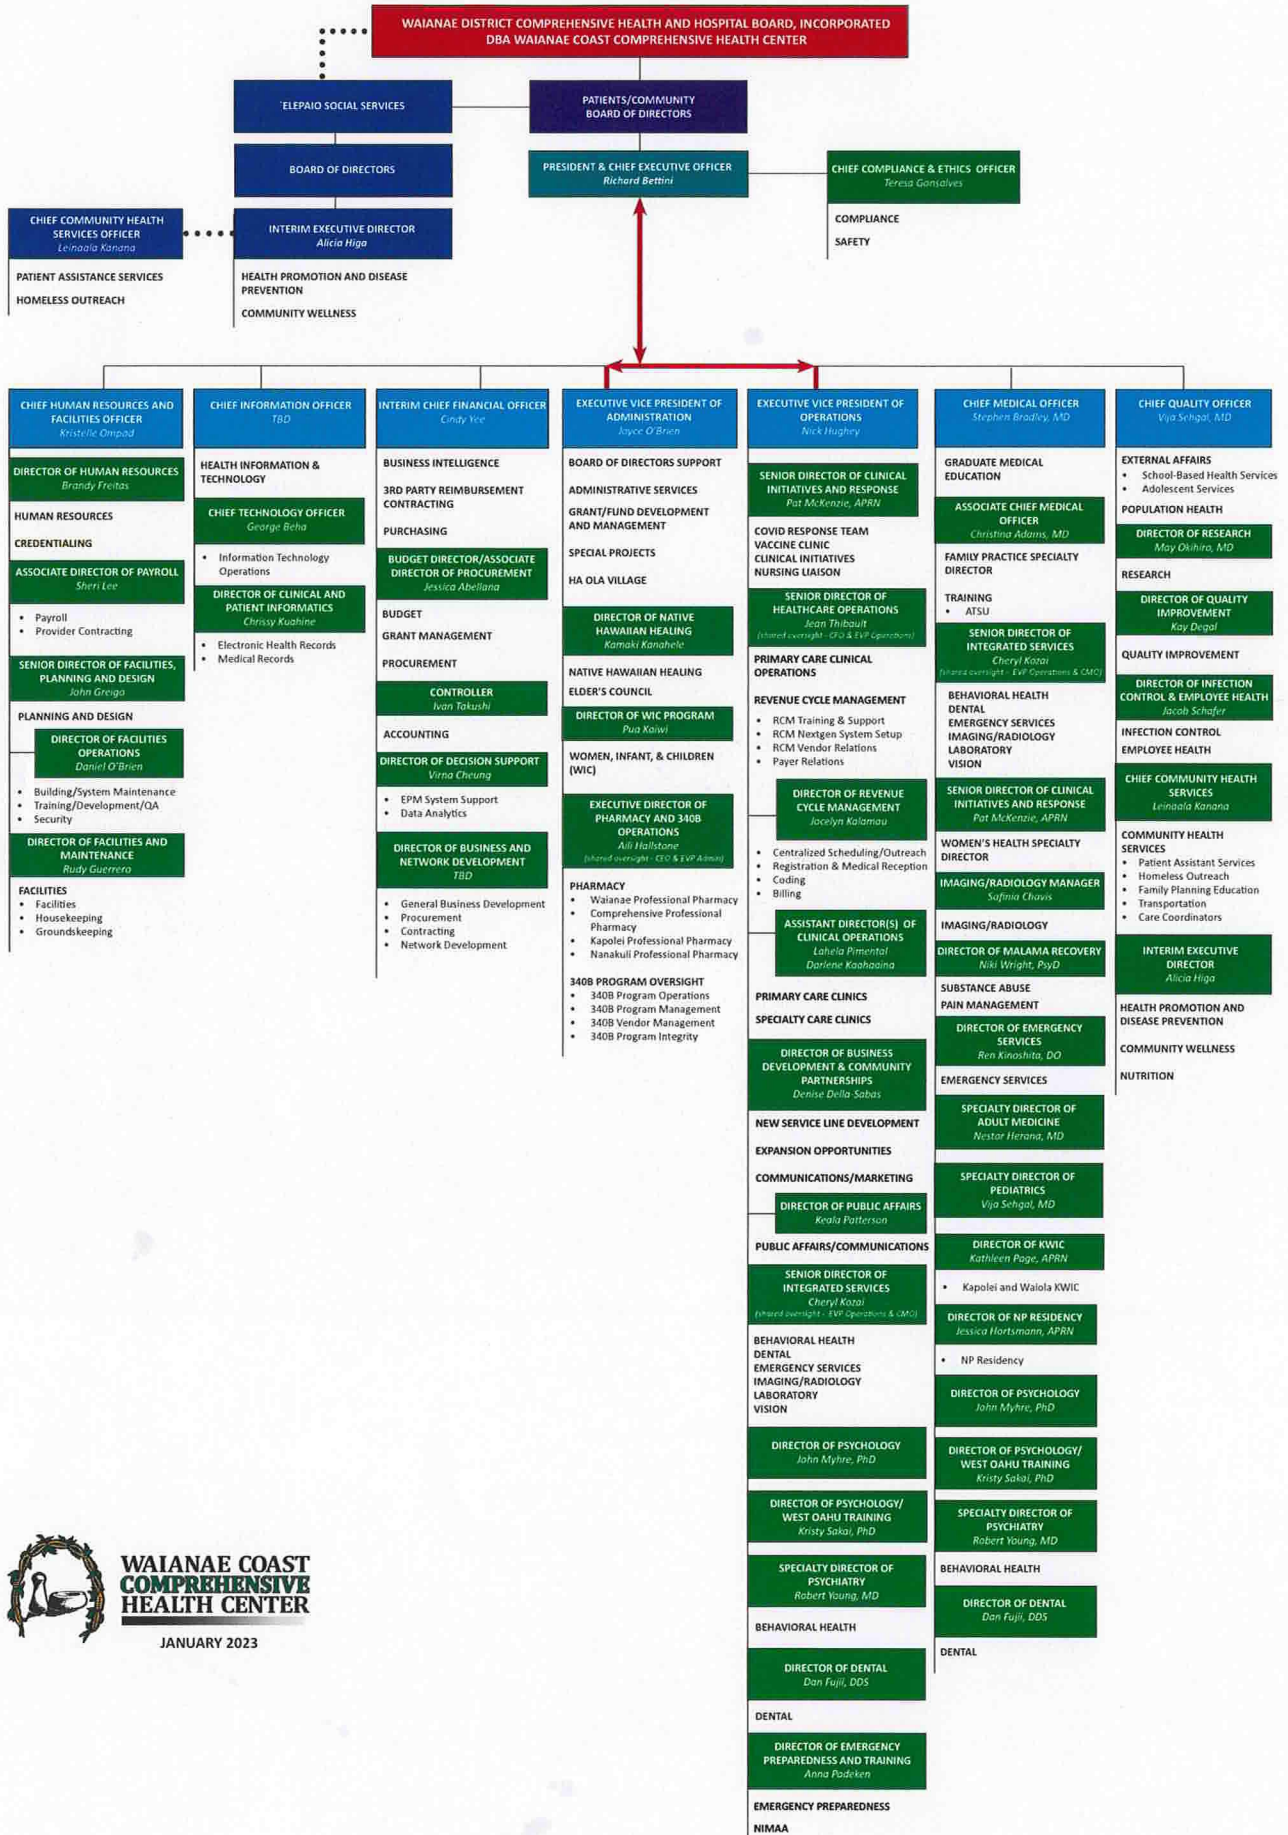 WAIANAE DISTRICT COMPREHENSIVE HEALTH AND HOSPITAL BOARD, INCORPORATED
DBA WAIANAE COAST COMPREHENSIVE HEALTH CENTER
'ELEPAIO SOCIAL SERVICES
PATIENTS/COMMUNITY
BOARD OF DIRECTORS
BOARD OF DIRECTORS
PRESIDENT & CHIEF EXECUTIVE OFFICER
Richard Bettini
CHIEF COMPLIANCE & ETHICS OFFICER
Teresa Gonsalves
COMPLIANCE
SAFETY
CHIEF COMMUNITY HEALTH
SERVICES OFFICER
Leinaala Kanana
PATIENT ASSISTANCE SERVICES
HOMELESS OUTREACH
INTERIM EXECUTIVE DIRECTOR
Alicia Higa
HEALTH PROMOTION AND DISEASE
PREVENTION
COMMUNITY WELLNESS
CHIEF HUMAN RESOURCES AND
FACILITIES OFFICER
Kristelle Ompad
DIRECTOR OF HUMAN RESOURCES
Brandy Freitas
HUMAN RESOURCES
CREDENTIALING
ASSOCIATE DIRECTOR OF PAYROLL
Sheri Lee
• Payroll
• Provider Contracting
SENIOR DIRECTOR OF FACILITIES,
PLANNING AND DESIGN
John Greiga
PLANNING AND DESIGN
DIRECTOR OF FACILITIES
OPERATIONS
Daniel O'Brien
• Building/System Maintenance
• Training/Development/QA
• Security
DIRECTOR OF FACILITIES AND
MAINTENANCE
Rudy Guerrero
FACILITIES
• Facilities
• Housekeeping
• Groundskeeping
CHIEF INFORMATION OFFICER
TBD
HEALTH INFORMATION &
TECHNOLOGY
CHIEF TECHNOLOGY OFFICER
George Beha
• Information Technology
Operations
DIRECTOR OF CLINICAL AND
PATIENT INFORMATICS
Chrissy Kuahine
• Electronic Health Records
• Medical Records
INTERIM CHIEF FINANCIAL OFFICER
Cindy Yee
BUSINESS INTELLIGENCE
3RD PARTY REIMBURSEMENT
CONTRACTING
PURCHASING
BUDGET DIRECTOR/ASSOCIATE
DIRECTOR OF PROCUREMENT
Jessica Abellana
BUDGET
GRANT MANAGEMENT
PROCUREMENT
CONTROLLER
Ivan Takushi
ACCOUNTING
DIRECTOR OF DECISION SUPPORT
Virna Cheung
• EPM System Support
• Data Analytics
DIRECTOR OF BUSINESS AND
NETWORK DEVELOPMENT
TBD
• General Business Development
• Procurement
• Contracting
• Network Development
EXECUTIVE VICE PRESIDENT OF
ADMINISTRATION
Joyce O'Brien
BOARD OF DIRECTORS SUPPORT
ADMINISTRATIVE SERVICES
GRANT/FUND DEVELOPMENT
AND MANAGEMENT
SPECIAL PROJECTS
HA OLA VILLAGE
DIRECTOR OF NATIVE
HAWAIIAN HEALING
Kamaki Kanahele
NATIVE HAWAIIAN HEALING
ELDER'S COUNCIL
DIRECTOR OF WIC PROGRAM
Pua Kaiwi
WOMEN, INFANT, & CHILDREN
(WIC)
EXECUTIVE DIRECTOR OF
PHARMACY AND 340B
OPERATIONS
Aili Hallstone
(shared oversight - CEO & EVP Admin)
PHARMACY
• Waianae Professional Pharmacy
• Comprehensive Professional
Pharmacy
• Kapolei Professional Pharmacy
• Nanakuli Professional Pharmacy
340B PROGRAM OVERSIGHT
• 340B Program Operations
• 340B Program Management
• 340B Vendor Management
• 340B Program Integrity
EXECUTIVE VICE PRESIDENT OF
OPERATIONS
Nick Hughey
SENIOR DIRECTOR OF CLINICAL
INITIATIVES AND RESPONSE
Pat McKenzie, APRN
COVID RESPONSE TEAM
VACCINE CLINIC
CLINICAL INITIATIVES
NURSING LIAISON
SENIOR DIRECTOR OF
HEALTHCARE OPERATIONS
Jean Thibault
(shared oversight - CFO & EVP Operations)
PRIMARY CARE CLINICAL
OPERATIONS
REVENUE CYCLE MANAGEMENT
• RCM Training & Support
• RCM Nextgen System Setup
• RCM Vendor Relations
• Payer Relations
DIRECTOR OF REVENUE
CYCLE MANAGEMENT
Jocelyn Kalamau
• Centralized Scheduling/Outreach
• Registration & Medical Reception
• Coding
• Billing
ASSISTANT DIRECTOR(S) OF
CLINICAL OPERATIONS
Lahela Pimental
Darlene Kaahaaina
PRIMARY CARE CLINICS
SPECIALTY CARE CLINICS
DIRECTOR OF BUSINESS
DEVELOPMENT & COMMUNITY
PARTNERSHIPS
Denise Della-Sabas
NEW SERVICE LINE DEVELOPMENT
EXPANSION OPPORTUNITIES
COMMUNICATIONS/MARKETING
DIRECTOR OF PUBLIC AFFAIRS
Keala Patterson
PUBLIC AFFAIRS/COMMUNICATIONS
SENIOR DIRECTOR OF
INTEGRATED SERVICES
Cheryl Kozai
(shared oversight - EVP Operations & CMO)
BEHAVIORAL HEALTH
DENTAL
EMERGENCY SERVICES
IMAGING/RADIOLOGY
LABORATORY
VISION
DIRECTOR OF PSYCHOLOGY
John Myhre, PhD
DIRECTOR OF PSYCHOLOGY/
WEST OAHU TRAINING
Kristy Sakai, PhD
SPECIALTY DIRECTOR OF
PSYCHIATRY
Robert Young, MD
BEHAVIORAL HEALTH
DIRECTOR OF DENTAL
Dan Fujii, DDS
DENTAL
DIRECTOR OF EMERGENCY
PREPAREDNESS AND TRAINING
Anna Padeken
EMERGENCY PREPAREDNESS
NIMAA
CHIEF MEDICAL OFFICER
Stephen Bradley, MD
GRADUATE MEDICAL
EDUCATION
ASSOCIATE CHIEF MEDICAL
OFFICER
Christina Adams, MD
FAMILY PRACTICE SPECIALTY
DIRECTOR
TRAINING
• ATSU
SENIOR DIRECTOR OF
INTEGRATED SERVICES
Cheryl Kozai
(shared oversight - EVP Operations & CMO)
BEHAVIORAL HEALTH
DENTAL
EMERGENCY SERVICES
IMAGING/RADIOLOGY
LABORATORY
VISION
SENIOR DIRECTOR OF CLINICAL
INITIATIVES AND RESPONSE
Pat McKenzie, APRN
WOMEN'S HEALTH SPECIALTY
DIRECTOR
IMAGING/RADIOLOGY MANAGER
Safinia Chavis
IMAGING/RADIOLOGY
DIRECTOR OF MALAMA RECOVERY
Niki Wright, PsyD
SUBSTANCE ABUSE
PAIN MANAGEMENT
DIRECTOR OF EMERGENCY
SERVICES
Ren Kinoshita, DO
EMERGENCY SERVICES
SPECIALTY DIRECTOR OF
ADULT MEDICINE
Nestor Herana, MD
SPECIALTY DIRECTOR OF
PEDIATRICS
Vija Sehgal, MD
DIRECTOR OF KWIC
Kathleen Page, APRN
• Kapolei and Waiola KWIC
DIRECTOR OF NP RESIDENCY
Jessica Hortsmann, APRN
• NP Residency
DIRECTOR OF PSYCHOLOGY
John Myhre, PhD
DIRECTOR OF PSYCHOLOGY/
WEST OAHU TRAINING
Kristy Sakai, PhD
SPECIALTY DIRECTOR OF
PSYCHIATRY
Robert Young, MD
BEHAVIORAL HEALTH
DIRECTOR OF DENTAL
Dan Fujii, DDS
DENTAL
CHIEF QUALITY OFFICER
Vija Sehgal, MD
EXTERNAL AFFAIRS
• School-Based Health Services
• Adolescent Services
POPULATION HEALTH
DIRECTOR OF RESEARCH
May Okihiro, MD
RESEARCH
DIRECTOR OF QUALITY
IMPROVEMENT
Kay Degal
QUALITY IMPROVEMENT
DIRECTOR OF INFECTION
CONTROL & EMPLOYEE HEALTH
Jacob Schafer
INFECTION CONTROL
EMPLOYEE HEALTH
CHIEF COMMUNITY HEALTH
SERVICES
Leinaala Kanana
COMMUNITY HEALTH
SERVICES
• Patient Assistant Services
• Homeless Outreach
• Family Planning Education
• Transportation
• Care Coordinators
INTERIM EXECUTIVE
DIRECTOR
Alicia Higa
HEALTH PROMOTION AND
DISEASE PREVENTION
COMMUNITY WELLNESS
NUTRITION
WAIANAE COAST
COMPREHENSIVE
HEALTH CENTER
JANUARY 2023